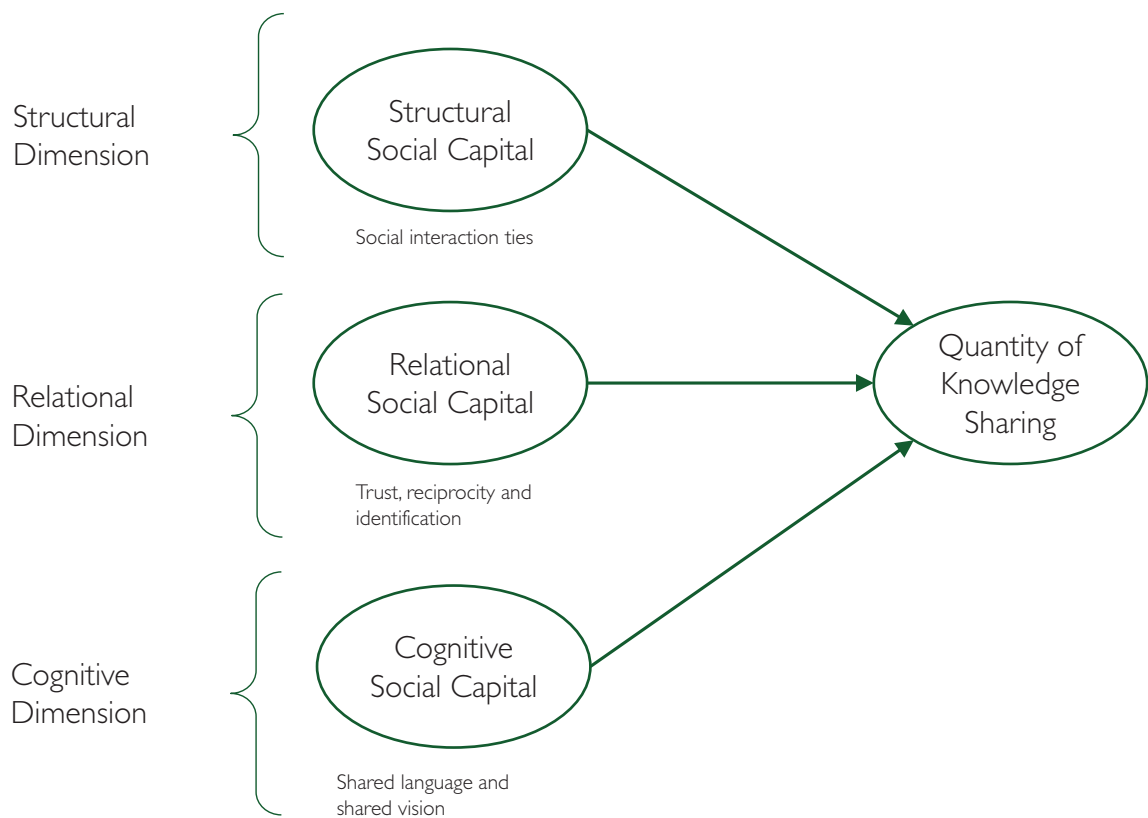 Structural
Dimension
Structural
Social Capital
Social interaction ties
Relational
Dimension
Relational
Social Capital
Trust, reciprocity and
identification
Quantity of
Knowledge
Sharing
Cognitive
Dimension
Cognitive
Social Capital
Shared language and
shared vision